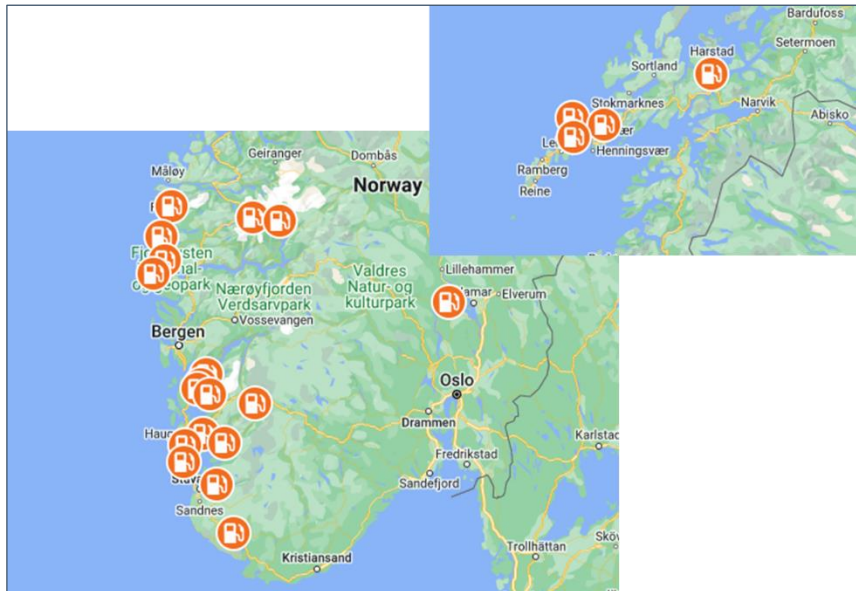 Bardufoss
Setermoen
Harstad
Sortland
Stokmarknes
Narvik
Abisko
Henningsvær
Ramberg
Reine
Geiranger
Dombås
Måløy
Norway
Nærøyfjorden
Verdsarvpark
Valdres
Natur- og
kulturpark
Lillehammer
Elverum
Vossevangen
Bergen
Oslo
Drammen
Karlstad
Fredrikstad
Sandefjord
Sandnes
Trollhättan
Kristiansand